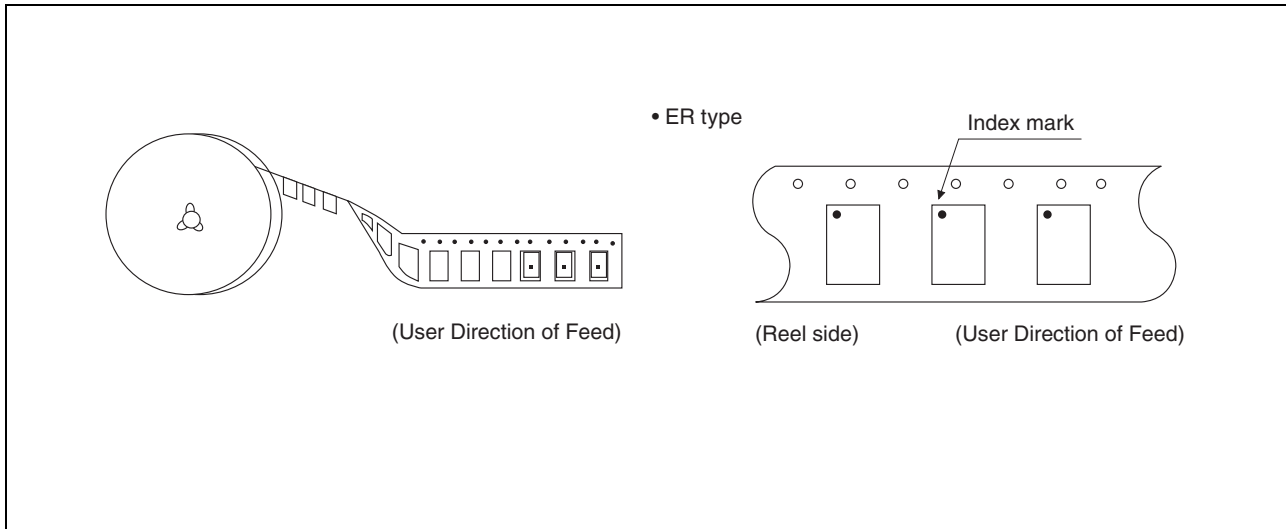 • ER type
Index mark
(User Direction of Feed)
(Reel side)
(User Direction of Feed)